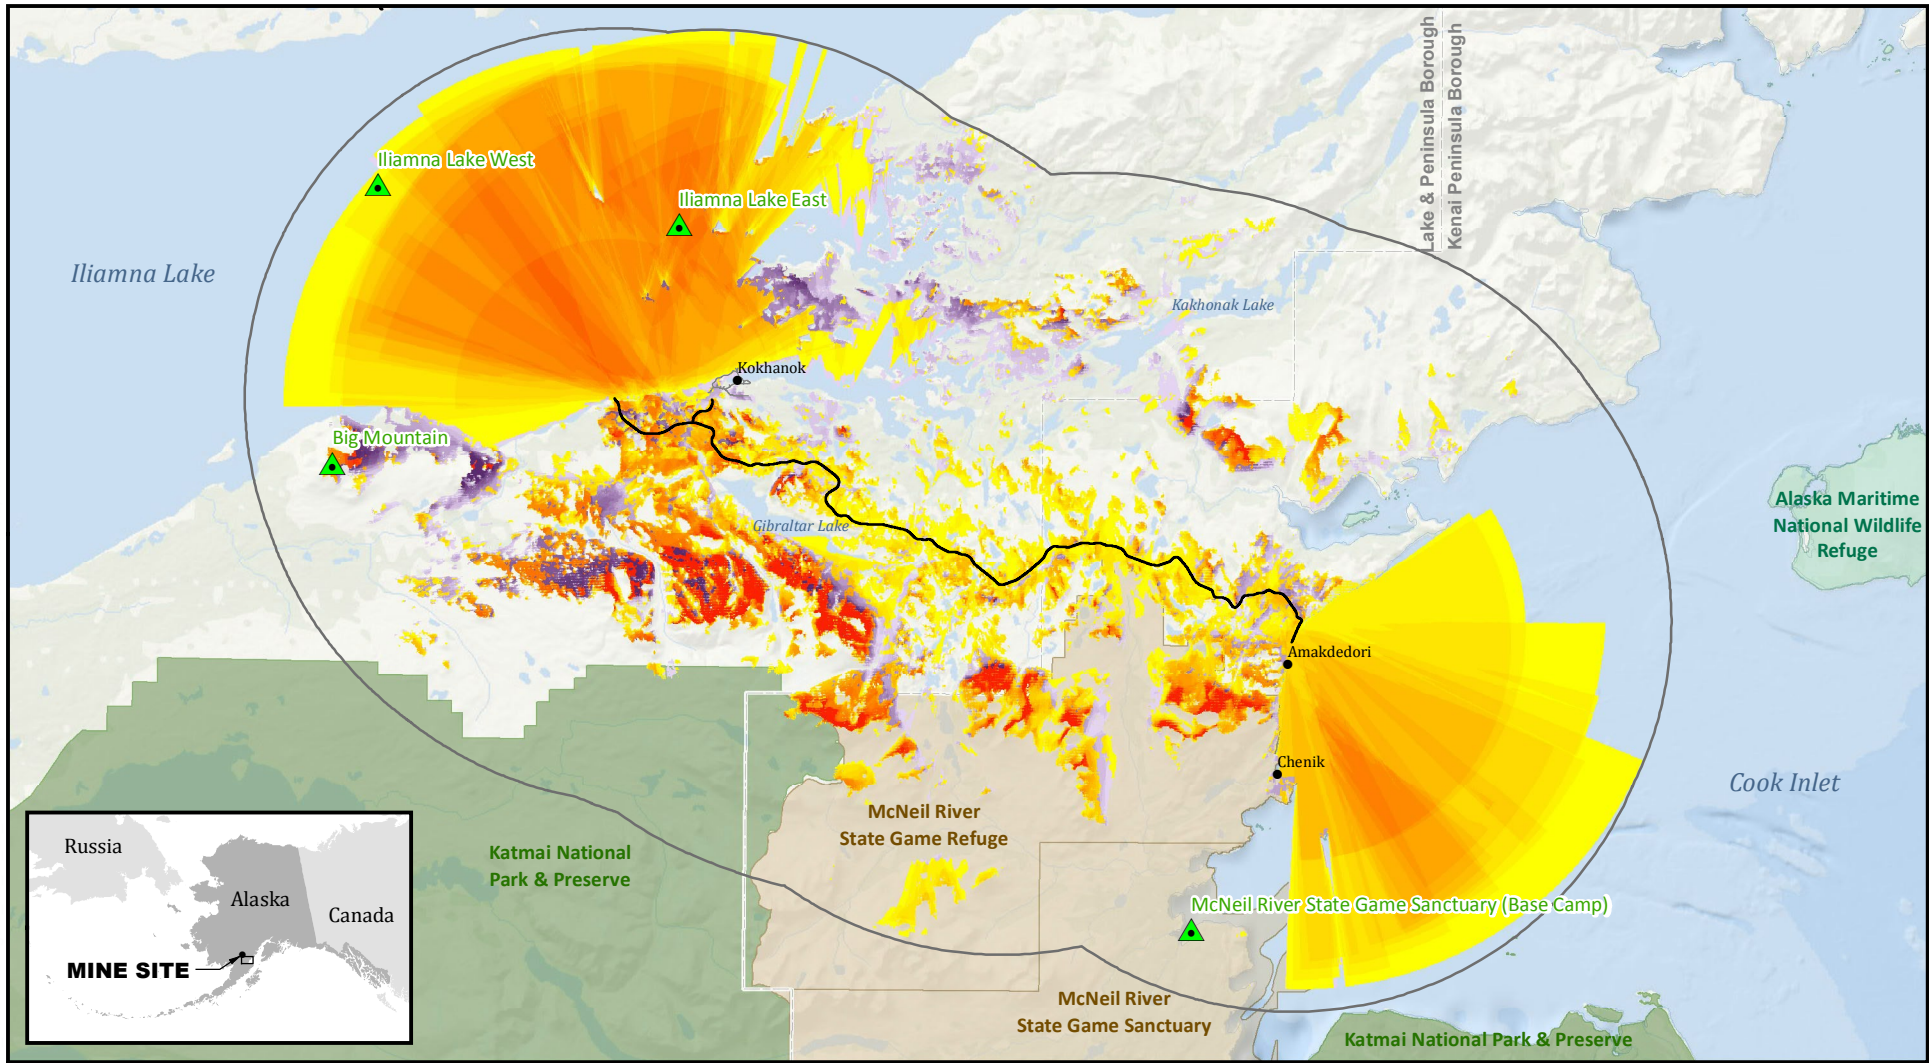 Lake & Peninsula Borough
Kenai Peninsula Borough
Iliamna Lake West
Iliamna Lake East
Iliamna Lake
Kakhonak Lake
Kokhanok
Big Mountain
Gibraltar Lake
Alaska Maritime
National Wildlife
Refuge
Amakdedori
Chenik
Cook Inlet
McNeil River
State Game Refuge
Katmai National
Park & Preserve
McNeil River State Game Sanctuary (Base Camp)
McNeil River
State Game Sanctuary
Katmai National Park & Preserve
Russia
Alaska
Canada
MINE SITE